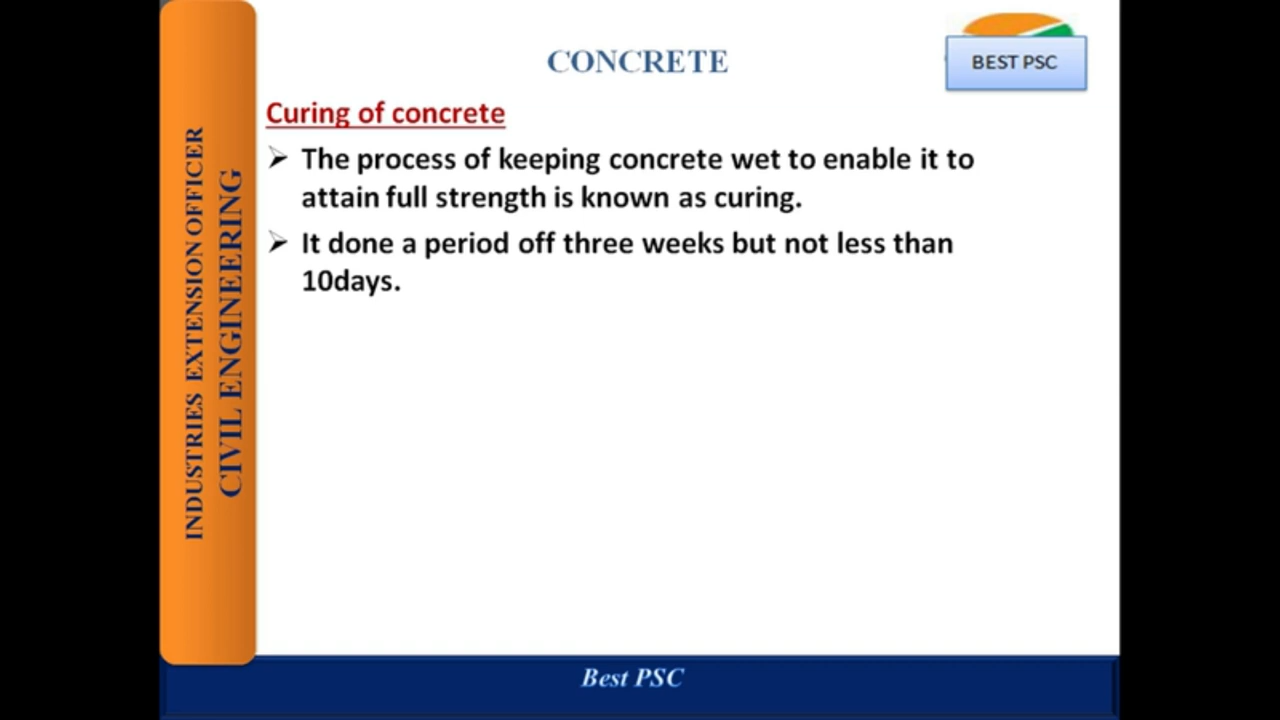 CONCRETE
BEST PSC
Curing of concrete
➢ The process of keeping concrete wet to enable it to
attain full strength is known as curing.
➢ It done a period off three weeks but not less than
10days.
INDUSTRIES EXTENSION OFFICER
CIVIL ENGINEERING
Best PSC